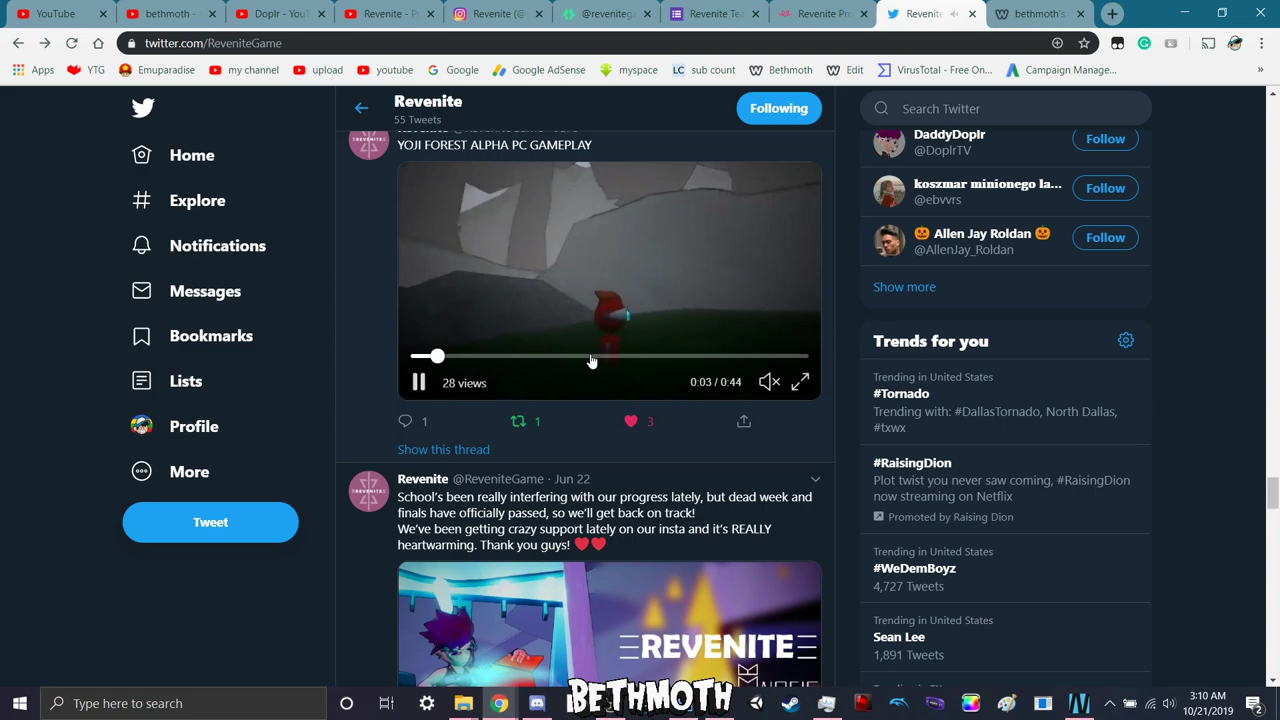 YouTube
bethmoth -
Doplr - You
Revenite - P
Revenite (@
@revenitega
Revenite Tea
Revenite Pro
Revenite
bethmoth's
twitter.com/ReveniteGame
Apps
YTG
Emuparadise
my channel
upload
youtube
Google
Google AdSense
myspace
LC
sub count
Bethmoth
Edit
VirusTotal - Free On...
Campaign Manage...
»
Home
Explore
Notifications
Messages
Bookmarks
Lists
Profile
More
Tweet
Revenite
55 Tweets
Following
YOJI FOREST ALPHA PC GAMEPLAY
28 views
0:03 / 0:44
1
1
3
Show this thread
Revenite @ReveniteGame · Jun 22
School's been really interfering with our progress lately, but dead week and
finals have officially passed, so we'll get back on track!
We've been getting crazy support lately on our insta and it's REALLY
heartwarming. Thank you guys! ❤️❤️
REVENITE
Search Twitter
DaddyDoplr
@DoplrTV
Follow
koszmar minionego la...
@ebvvrs
Follow
🎃 Allen Jay Roldan 🎃
@AllenJay_Roldan
Follow
Show more
Trends for you
Trending in United States
#Tornado
Trending with: #DallasTornado, North Dallas,
#txwx
#RaisingDion
Plot twist you never saw coming, #RaisingDion
now streaming on Netflix
Promoted by Raising Dion
Trending in United States
#WeDemBoyz
4,727 Tweets
Trending in United States
Sean Lee
1,891 Tweets
BETHMOTH
Type here to search
3:10 AM
10/21/2019
2